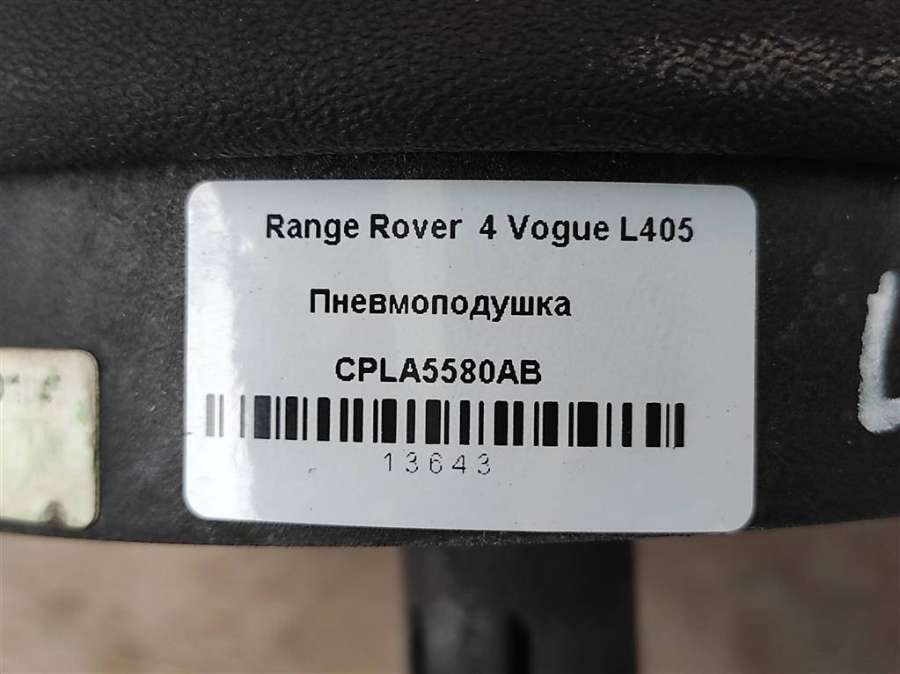 Range Rover 4 Vogue L405
Пневмоподушка
CPLA5580AB
13643